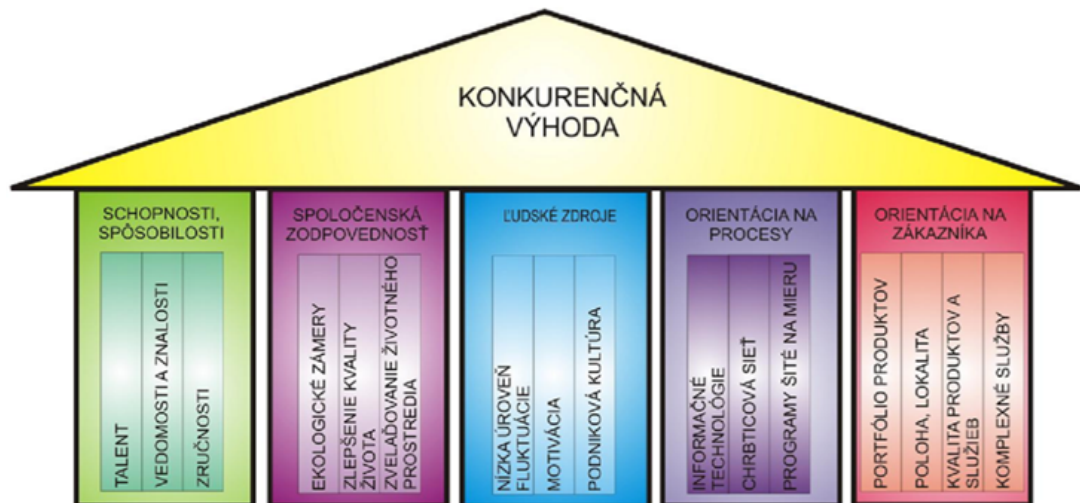 KONKURENČNÁ
VÝHODA
SCHOPNOSTI,
SPÔSOBILOSTI
TALENT
VEDOMOSTI A ZNALOSTI
ZRUČNOSTI
SPOLOČENSKÁ
ZODPOVEDNOSŤ
EKOLOGICKÉ ZÁMERY
ZLEPŠENIE KVALITY
ŽIVOTA
ZVEĽAĎOVANIE ŽIVOTNÉHO
PROSTREDIA
ĽUDSKÉ ZDROJE
NÍZKA ÚROVEŇ
FLUKTUÁCIE
MOTIVÁCIA
PODNIKOVÁ KULTÚRA
ORIENTÁCIA NA
PROCESY
INFORMAČNÉ
TECHNOLÓGIE
CHRBTICOVÁ SIEŤ
PROGRAMY ŠITÉ NA MIERU
ORIENTÁCIA NA
ZÁKAZNÍKA
PORTFÓLIO PRODUKTOV
POLOHA, LOKALITA
KVALITA PRODUKTOV A
SLUŽIEB
KOMPLEXNÉ SLUŽBY